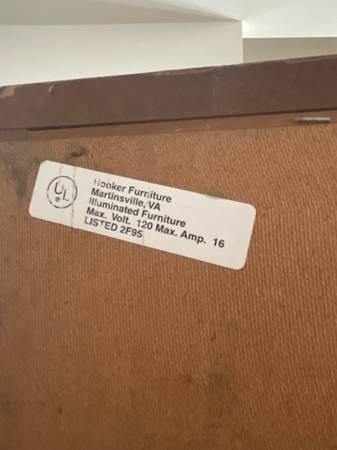 UL
Hooker Furniture
Martinsville, VA
Illuminated Furniture
Max. Volt. 120 Max. Amp. 16
LISTED 2F95